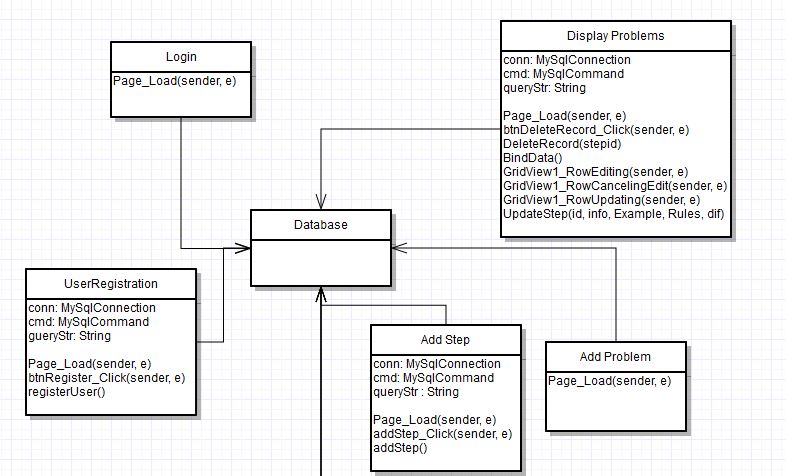 Login
Page_Load(sender, e)
Display Problems
conn: MySqlConnection
cmd: MySqlCommand
queryStr: String
Page_Load(sender, e)
btnDeleteRecord_Click(sender, e)
DeleteRecord(stepid)
BindData()
GridView1_RowEditing(sender, e)
GridView1_RowCancelingEdit(sender, e)
GridView1_RowUpdating(sender, e)
UpdateStep(id, info, Example, Rules, dif)
Database
UserRegistration
conn: MySqlConnection
cmd: MySqlCommand
gueryStr: String
Page_Load(sender, e)
btnRegister_Click(sender, e)
registerUser()
Add Step
conn: MySqlConnection
cmd: MySqlCommand
queryStr : String
Page_Load(sender, e)
addStep_Click(sender, e)
addStep()
Add Problem
Page_Load(sender, e)